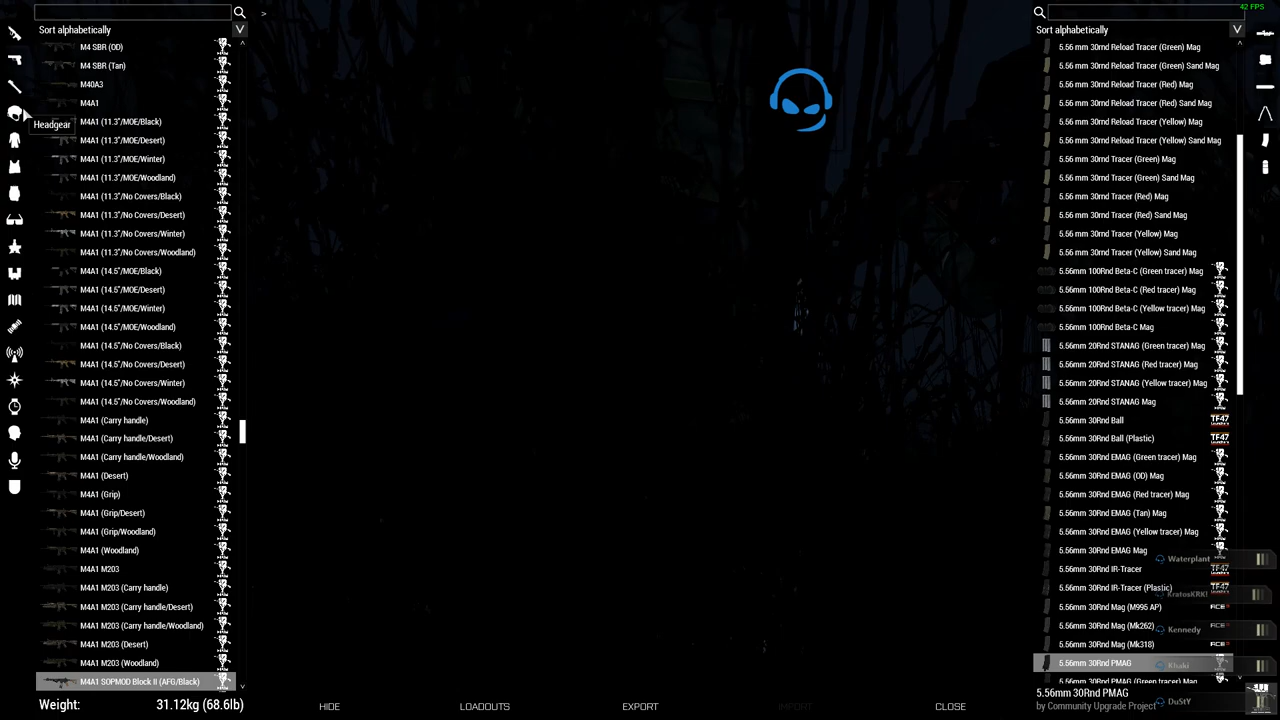 42 FPS
>
Sort alphabetically
V
M4 SBR (OD)
M4 SBR (Tan)
M40A3
M4A1
Headgear
M4A1 (11.3"/MOE/Black)
M4A1 (11.3"/MOE/Desert)
M4A1 (11.3"/MOE/Winter)
M4A1 (11.3"/MOE/Woodland)
M4A1 (11.3"/No Covers/Black)
M4A1 (11.3"/No Covers/Desert)
M4A1 (11.3"/No Covers/Winter)
M4A1 (11.3"/No Covers/Woodland)
M4A1 (14.5"/MOE/Black)
M4A1 (14.5"/MOE/Desert)
M4A1 (14.5"/MOE/Winter)
M4A1 (14.5"/MOE/Woodland)
M4A1 (14.5"/No Covers/Black)
M4A1 (14.5"/No Covers/Desert)
M4A1 (14.5"/No Covers/Winter)
M4A1 (14.5"/No Covers/Woodland)
M4A1 (Carry handle)
M4A1 (Carry handle/Desert)
M4A1 (Carry handle/Woodland)
M4A1 (Desert)
M4A1 (Grip)
M4A1 (Grip/Desert)
M4A1 (Grip/Woodland)
M4A1 (Woodland)
M4A1 M203
M4A1 M203 (Carry handle)
M4A1 M203 (Carry handle/Desert)
M4A1 M203 (Carry handle/Woodland)
M4A1 M203 (Desert)
M4A1 M203 (Woodland)
M4A1 SOPMOD Block II (AFG/Black)
Weight: 31.12kg (68.6lb)
HIDE
LOADOUTS
EXPORT
IMPORT
CLOSE
Sort alphabetically
V
5.56 mm 30rnd Reload Tracer (Green) Mag
5.56 mm 30rnd Reload Tracer (Green) Sand Mag
5.56 mm 30rnd Reload Tracer (Red) Mag
5.56 mm 30rnd Reload Tracer (Red) Sand Mag
5.56 mm 30rnd Reload Tracer (Yellow) Mag
5.56 mm 30rnd Reload Tracer (Yellow) Sand Mag
5.56 mm 30rnd Tracer (Green) Mag
5.56 mm 30rnd Tracer (Green) Sand Mag
5.56 mm 30rnd Tracer (Red) Mag
5.56 mm 30rnd Tracer (Red) Sand Mag
5.56 mm 30rnd Tracer (Yellow) Mag
5.56 mm 30rnd Tracer (Yellow) Sand Mag
5.56mm 100Rnd Beta-C (Green tracer) Mag
5.56mm 100Rnd Beta-C (Red tracer) Mag
5.56mm 100Rnd Beta-C (Yellow tracer) Mag
5.56mm 100Rnd Beta-C Mag
5.56mm 20Rnd STANAG (Green tracer) Mag
5.56mm 20Rnd STANAG (Red tracer) Mag
5.56mm 20Rnd STANAG (Yellow tracer) Mag
5.56mm 20Rnd STANAG Mag
5.56mm 30Rnd Ball TF47
5.56mm 30Rnd Ball (Plastic) TF47
5.56mm 30Rnd EMAG (Green tracer) Mag
5.56mm 30Rnd EMAG (OD) Mag
5.56mm 30Rnd EMAG (Red tracer) Mag
5.56mm 30Rnd EMAG (Tan) Mag
5.56mm 30Rnd EMAG (Yellow tracer) Mag
5.56mm 30Rnd EMAG Mag
Waterplant
5.56mm 30Rnd IR-Tracer TF47
5.56mm 30Rnd IR-Tracer (Plastic) TF47
KratosKRK!
5.56mm 30Rnd Mag (M995 AP) ACE
5.56mm 30Rnd Mag (Mk262) ACE
Kennedy
5.56mm 30Rnd Mag (Mk318) ACE
5.56mm 30Rnd PMAG
Khaki
5.56mm 30Rnd PMAG (Green tracer) Mag
5.56mm 30Rnd PMAG
by Community Upgrade Project
DuStY